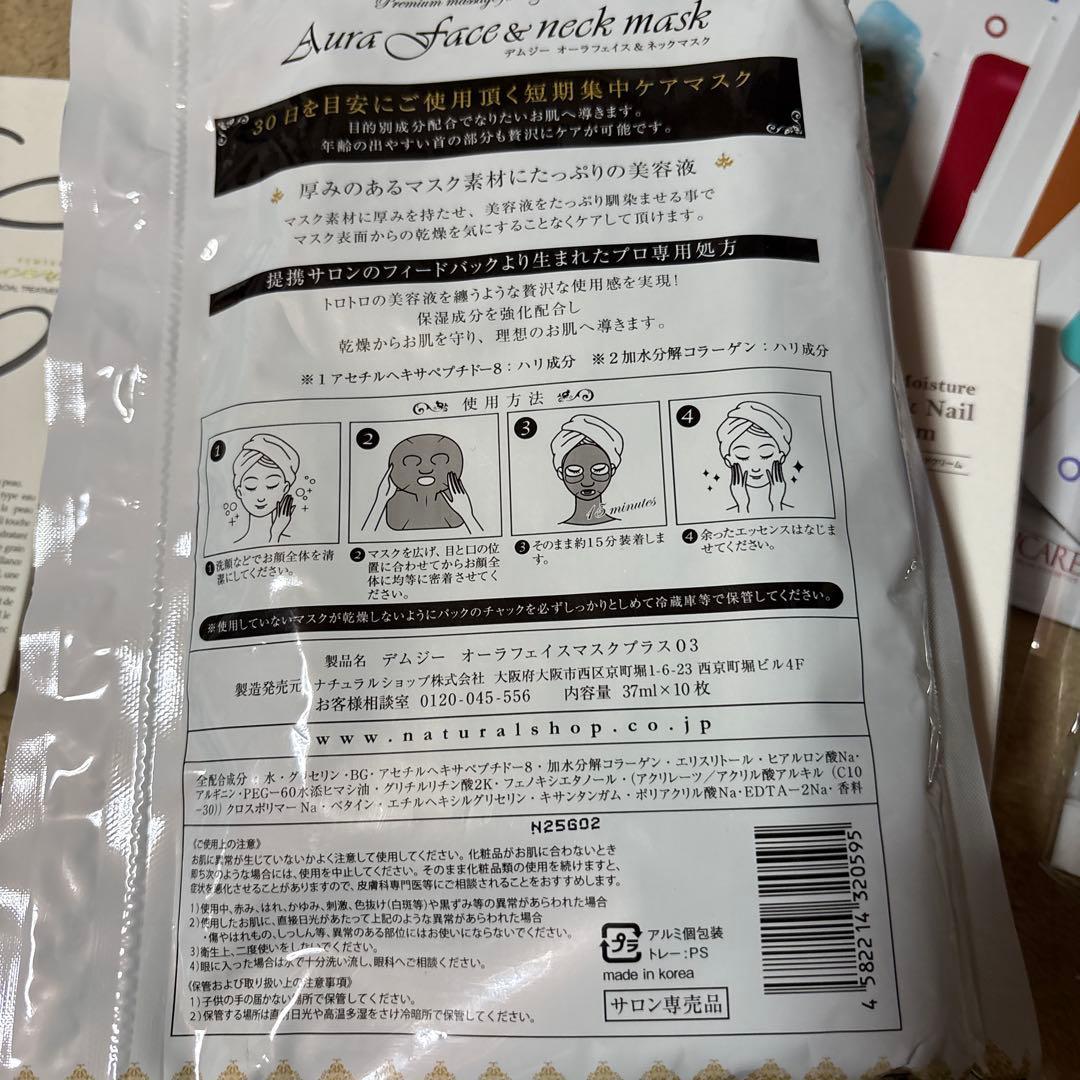 Premium massage
Aura Face & neck mask
デムジー オーラフェイス&ネックマスク
30日を目安にご使用頂く短期集中ケアマスク
目的別成分配合でなりたいお肌へ導きます。
年齢の出やすい首の部分も贅沢にケアが可能です。
厚みのあるマスク素材にたっぷりの美容液
マスク素材に厚みを持たせ、美容液をたっぷり馴染ませる事で
マスク表面からの乾燥を気にすることなくケアして頂けます。
提携サロンのフィードバックより生まれたプロ専用処方
トロトロの美容液を纏うような贅沢な使用感を実現!
保湿成分を強化配合し
乾燥からお肌を守り、理想のお肌へ導きます。
※1アセチルヘキサペプチドー8:ハリ成分 ※2加水分解コラーゲン:ハリ成分
使用方法
1
2
3
4
15 minutes
1洗顔などでお顔全体を清
潔にしてください。
2マスクを広げ、目と口の位
置に合わせてからお顔全
体に均等に密着させてく
ださい。
3そのまま約15分装着しま
す。
4余ったエッセンスはなじま
せてください。
※使用していないマスクが乾燥しないようにパックのチャックを必ずしっかりとしめて冷蔵庫等で保管してください。
製品名 デムジー オーラフェイスマスクプラス03
製造発売元 ナチュラルショップ株式会社 大阪府大阪市西区京町堀1-6-23 西京町堀ビル4F
お客様相談室 0120-045-556 内容量 37ml×10枚
www.naturalshop.co.jp
全配合成分:水・グリセリン・BG・アセチルヘキサペプチド-8・加水分解コラーゲン・エリスリトール・ヒアルロン酸Na・
アルギニン・PEG-60水添ヒマシ油・グリチルリチン酸2K・フェノキシエタノール・(アクリレーツ/アクリル酸アルキル(C10
-30))クロスポリマーNa・ベタイン・エチルヘキシルグリセリン・キサンタンガム・ポリアクリル酸Na・EDTA-2Na・香料
N25602
《ご使用上の注意》
お肌に異常が生じていないかよく注意して使用してください。化粧品がお肌に合わないとき
即ち次のような場合には、使用を中止してください。そのまま化粧品類の使用を続けますと、
症状を悪化させることがありますので、皮膚科専門医等にご相談されることをおすすめします。
1)使用中、赤み、はれ、かゆみ、刺激、色抜け(白斑等)や黒ずみ等の異常があらわれた場合
2)使用したお肌に、直接日光があたって上記のような異常があらわれた場合
・傷やはれもの、しっしん等、異常のある部位にはお使いにならないでください。
3)衛生上、二度使いをしないでください。
4)眼に入った場合は水で十分洗い流し、眼科へご相談ください。
〈保管および取り扱い上の注意事項〉
1)子供の手の届かない場所で保管してください。
2)保管する場所は直射日光や高温多湿をさけ冷暗所で保管してください。
プラ
アルミ個包装
トレー:PS
made in korea
サロン専売品
4 582214 320595
Moisture
& Nail
CARE